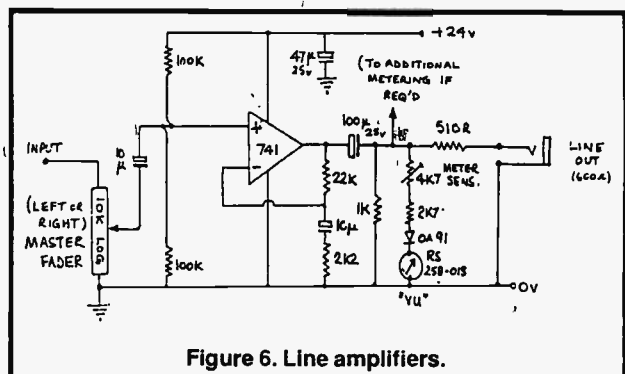 +24v
100K
47µ
25v
(TO ADDITIONAL
METERING IF
REQ'D
100µ
25v
510R
INPUT
10
µ
+
741
-
22K
METER
SENS.
4K7
LINE
OUT
(600Ω)
(LEFT OR
RIGHT)
MASTER
FADER
10K LOG
1K
2K7
10µ
OA91
100K
2K2
RS
258-013
"VU"
0V
Figure 6. Line amplifiers.